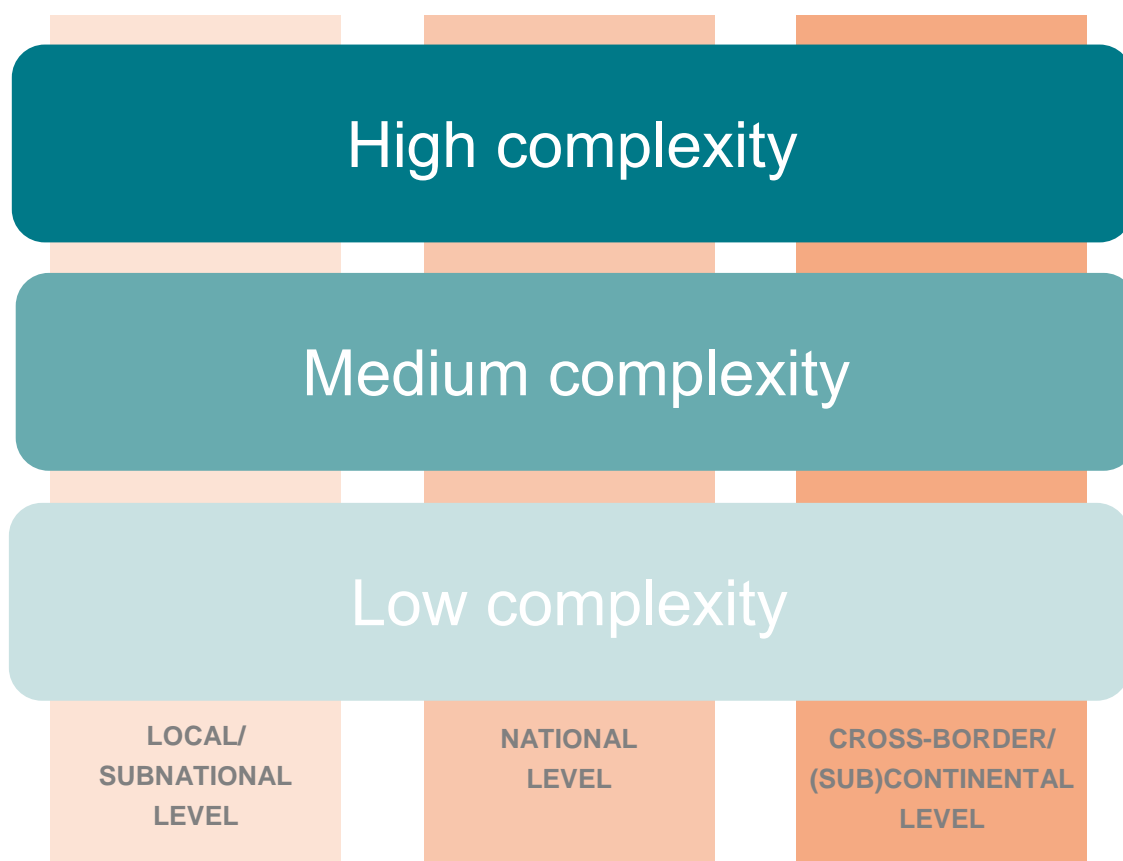 High complexity
Medium complexity
Low complexity
LOCAL/
SUBNATIONAL
LEVEL
NATIONAL
LEVEL
CROSS-BORDER/
(SUB)CONTINENTAL
LEVEL